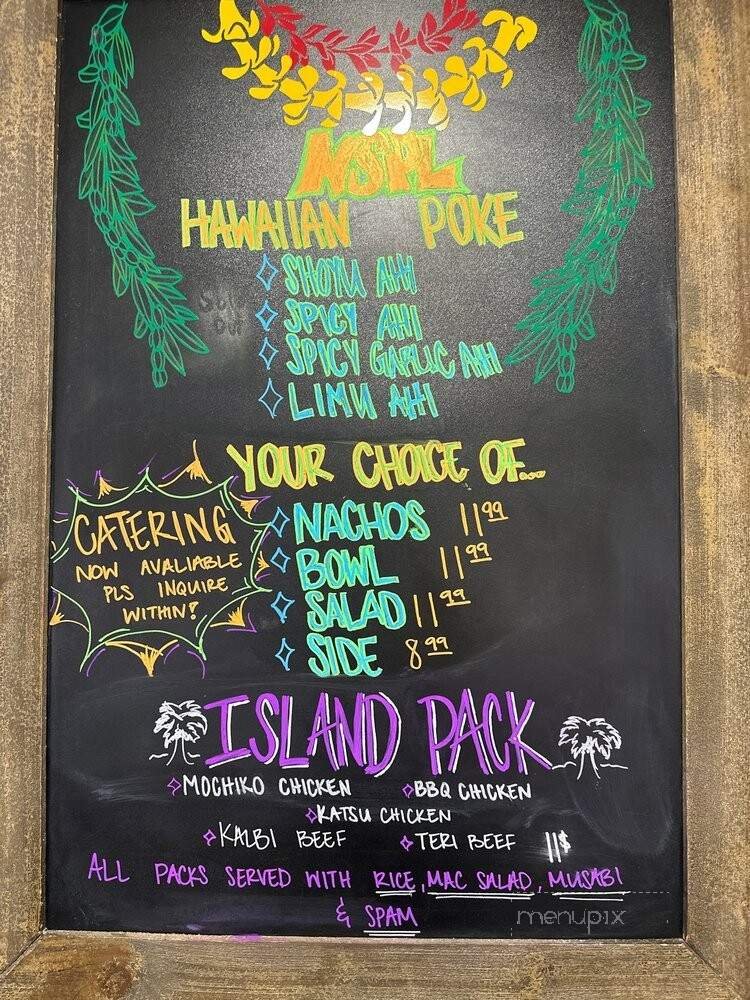 NSYL
HAWAIIAN POKE
SHOYU AHI
SPICY AHI
SPICY GARLIC AHI
LIMU AHI
YOUR CHOICE OF...
NACHOS 11 99
BOWL 11 99
SALAD 11 99
SIDE 8 99
CATERING
NOW AVALIABLE
PLS INQUIRE
WITHIN!
ISLAND PACK
MOCHIKO CHICKEN BBQ CHICKEN
KATSU CHICKEN
KALBI BEEF TERI BEEF 11$
ALL PACKS SERVED WITH RICE, MAC SALAD, MUSABI
& SPAM
menupix